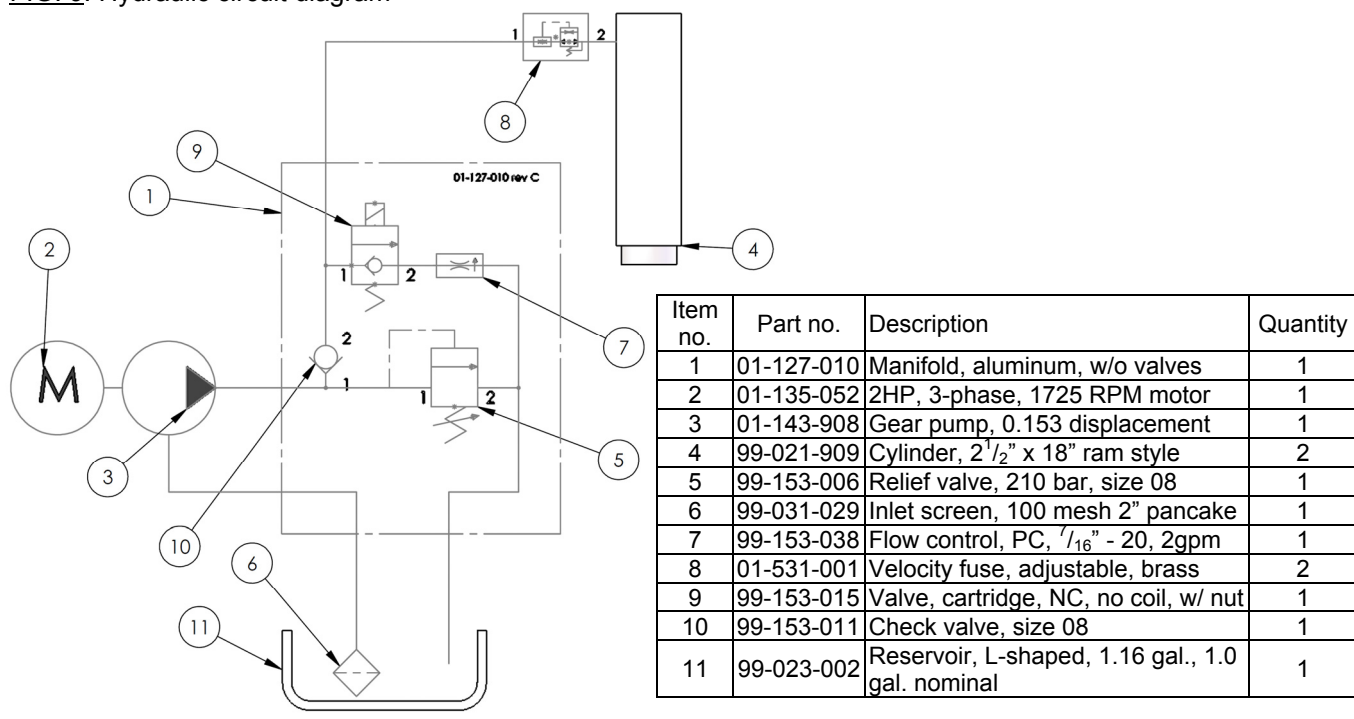 FIG. 6: Hydraulic circuit diagram
1 2
8
9
01-127-010 rev C
1
2
4
1 2
7
2
M
1
1 2
3
5
10
6
11
Item no. Part no. Description Quantity
1 01-127-010 Manifold, aluminum, w/o valves 1
2 01-135-052 2HP, 3-phase, 1725 RPM motor 1
3 01-143-908 Gear pump, 0.153 displacement 1
4 99-021-909 Cylinder, 2 1/2” x 18” ram style 2
5 99-153-006 Relief valve, 210 bar, size 08 1
6 99-031-029 Inlet screen, 100 mesh 2” pancake 1
7 99-153-038 Flow control, PC, 7/16” - 20, 2gpm 1
8 01-531-001 Velocity fuse, adjustable, brass 2
9 99-153-015 Valve, cartridge, NC, no coil, w/ nut 1
10 99-153-011 Check valve, size 08 1
11 99-023-002 Reservoir, L-shaped, 1.16 gal., 1.0
gal. nominal 1